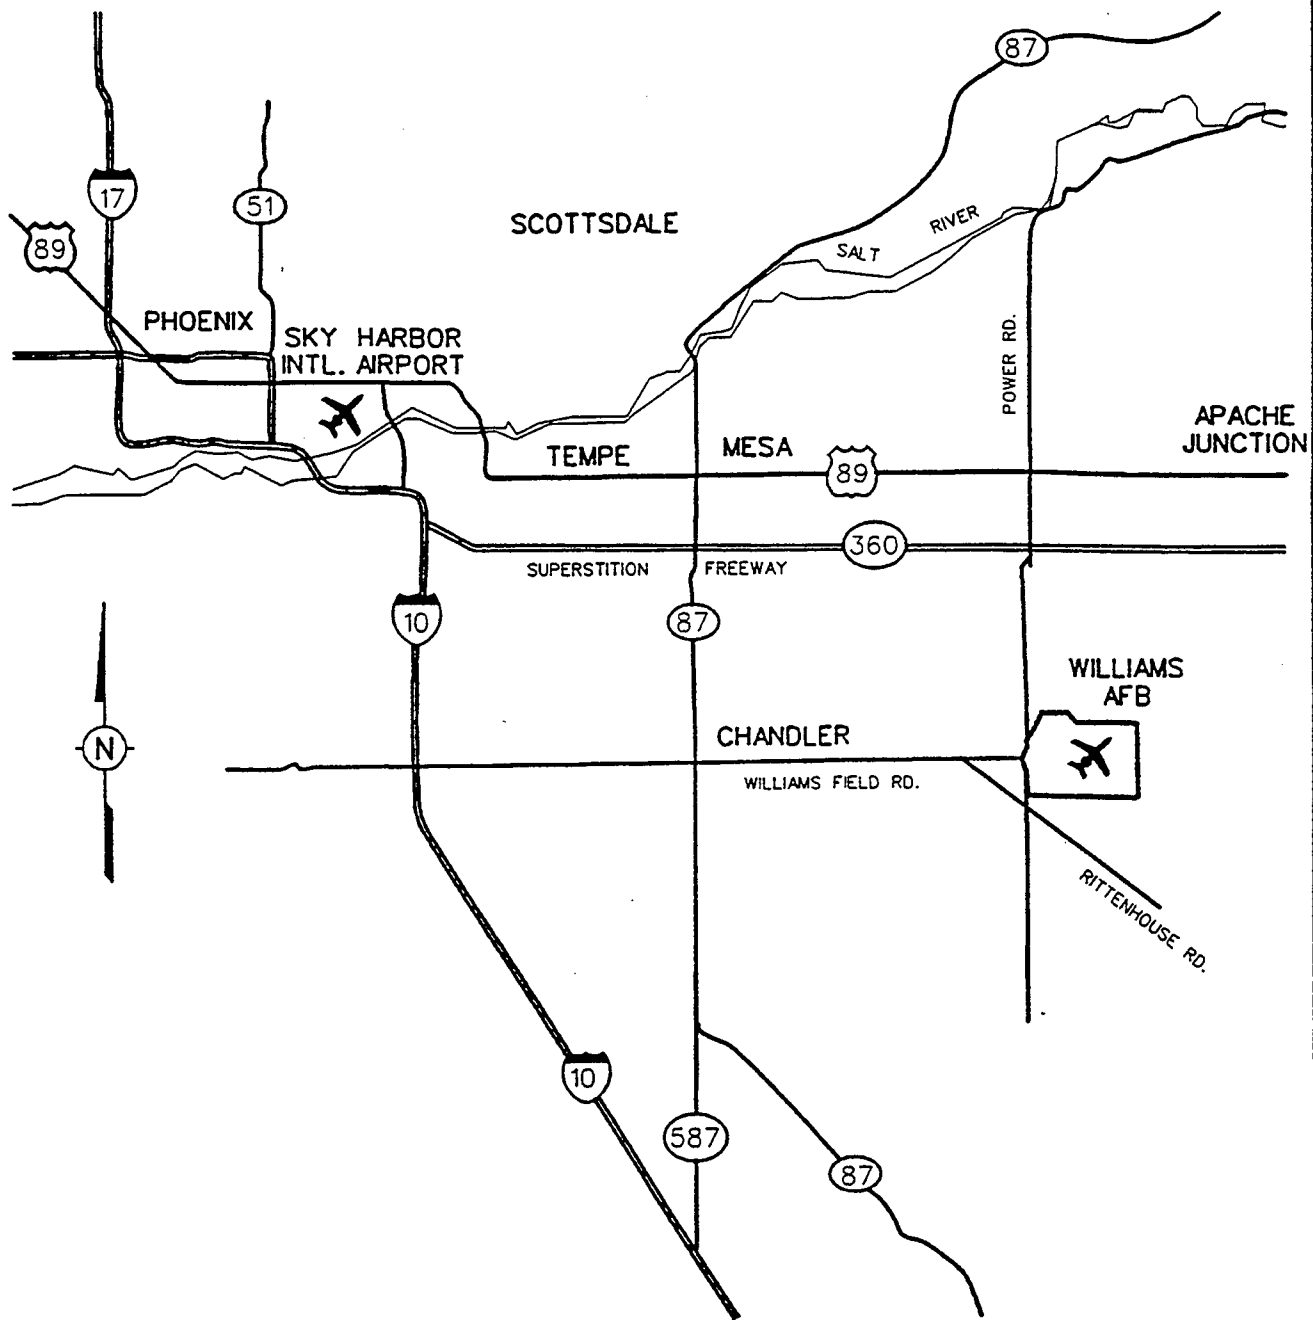 87
17
51
SCOTTSDALE
RIVER
SALT
89
PHOENIX
SKY HARBOR
INTL. AIRPORT
POWER RD.
APACHE
JUNCTION
TEMPE
MESA
89
360
SUPERSTITION FREEWAY
10
87
WILLIAMS
AFB
N
CHANDLER
WILLIAMS FIELD RD.
RITTENHOUSE RD.
10
587
87